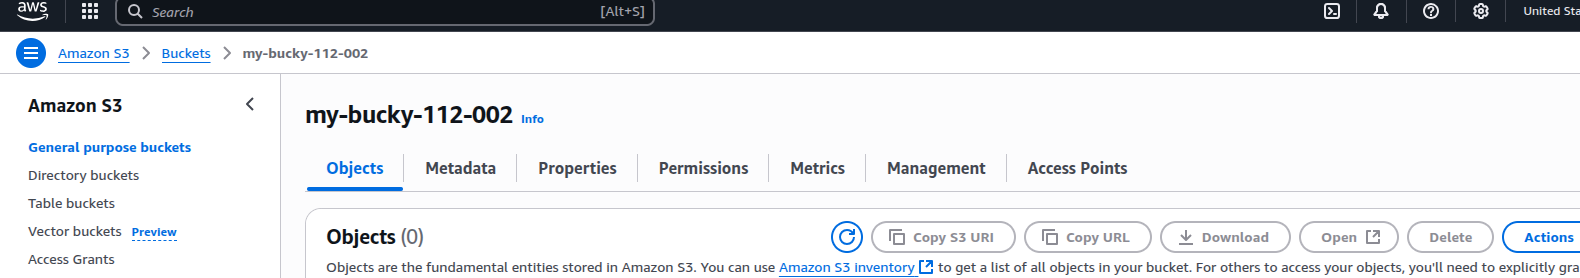 aws Search [Alt+S] United Sta
Amazon S3 > Buckets > my-bucky-112-002
Amazon S3
General purpose buckets
Directory buckets
Table buckets
Vector buckets Preview
Access Grants
my-bucky-112-002 Info
Objects Metadata Properties Permissions Metrics Management Access Points
Objects (0) Copy S3 URI Copy URL Download Open Delete Actions
Objects are the fundamental entities stored in Amazon S3. You can use Amazon S3 inventory to get a list of all objects in your bucket. For others to access your objects, you'll need to explicitly gra